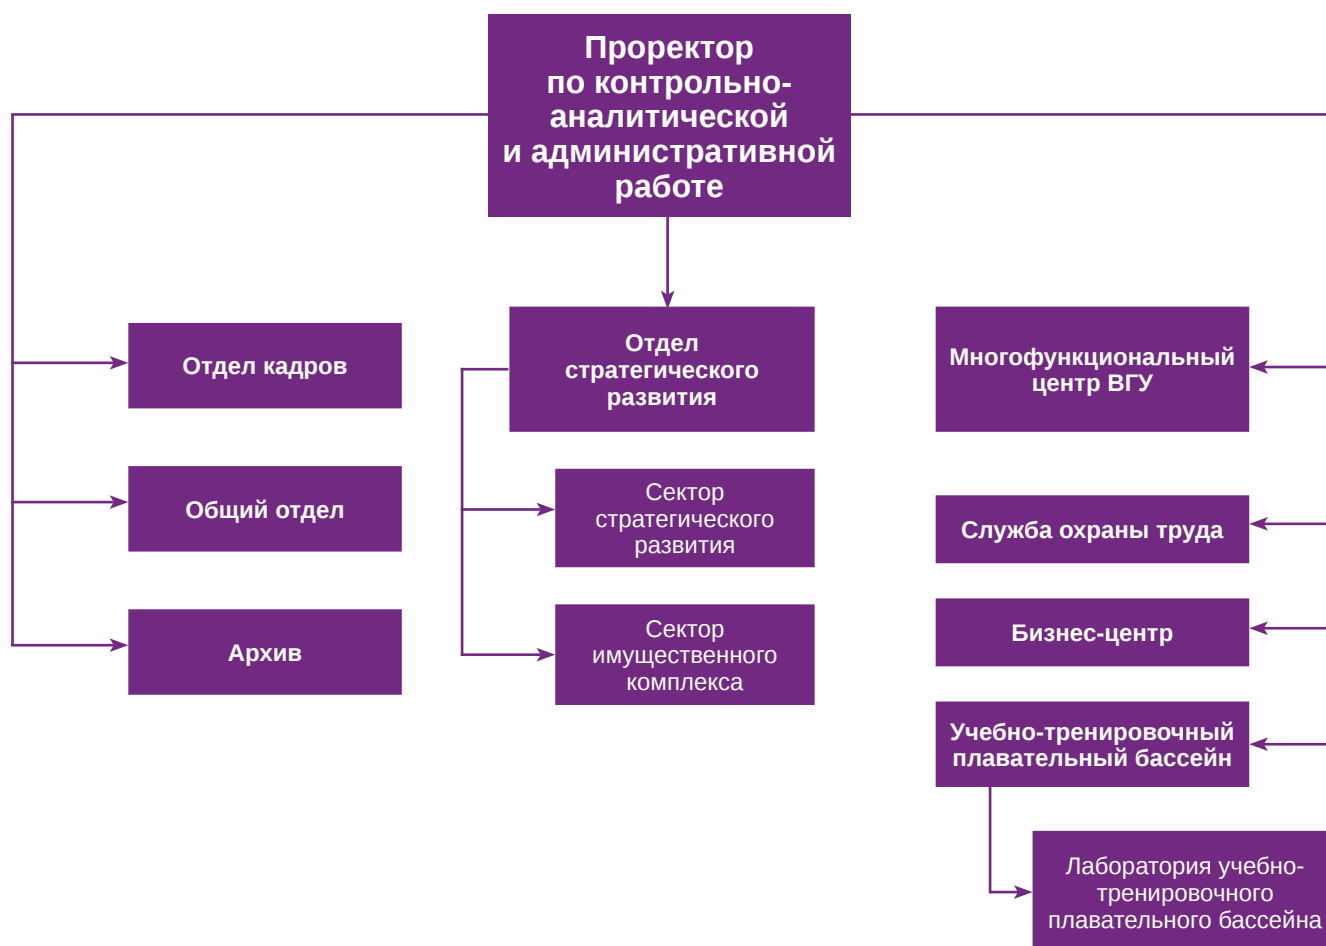 Проректор
по контрольно-
аналитической
и административной
работе
Отдел кадров
Общий отдел
Архив
Отдел
стратегического
развития
Сектор
стратегического
развития
Сектор
имущественного
комплекса
Многофункциональный
центр ВГУ
Служба охраны труда
Бизнес-центр
Учебно-тренировочный
плавательный бассейн
Лаборатория учебно-
тренировочного
плавательного бассейна